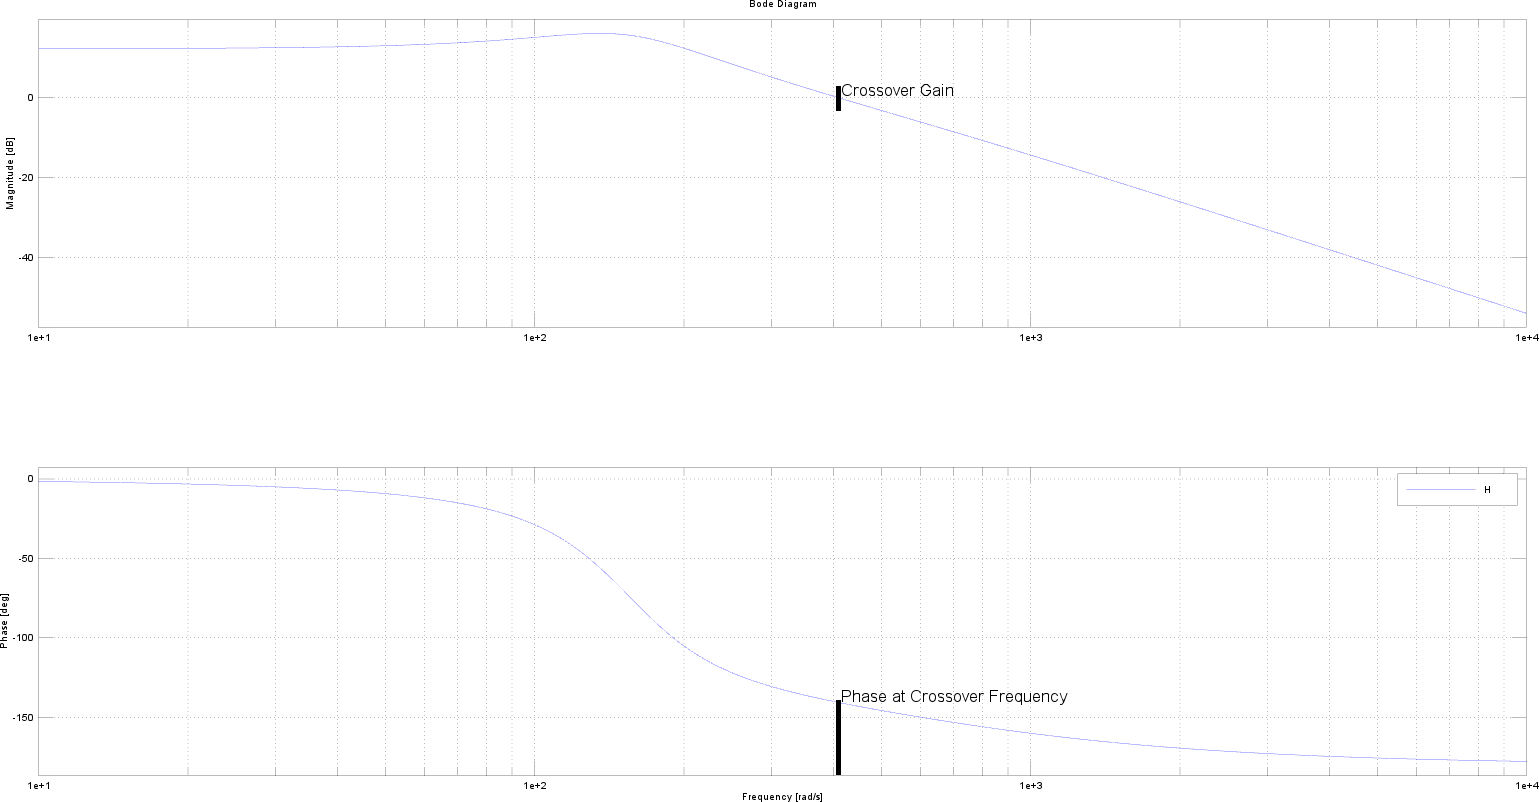 Bode Diagram
Crossover Gain
0
-20
-40
Magnitude [dB]
1e+1
1e+2
1e+3
1e+4
H
0
-50
-100
-150
Phase [deg]
Phase at Crossover Frequency
1e+1
1e+2
1e+3
1e+4
Frequency [rad/s]